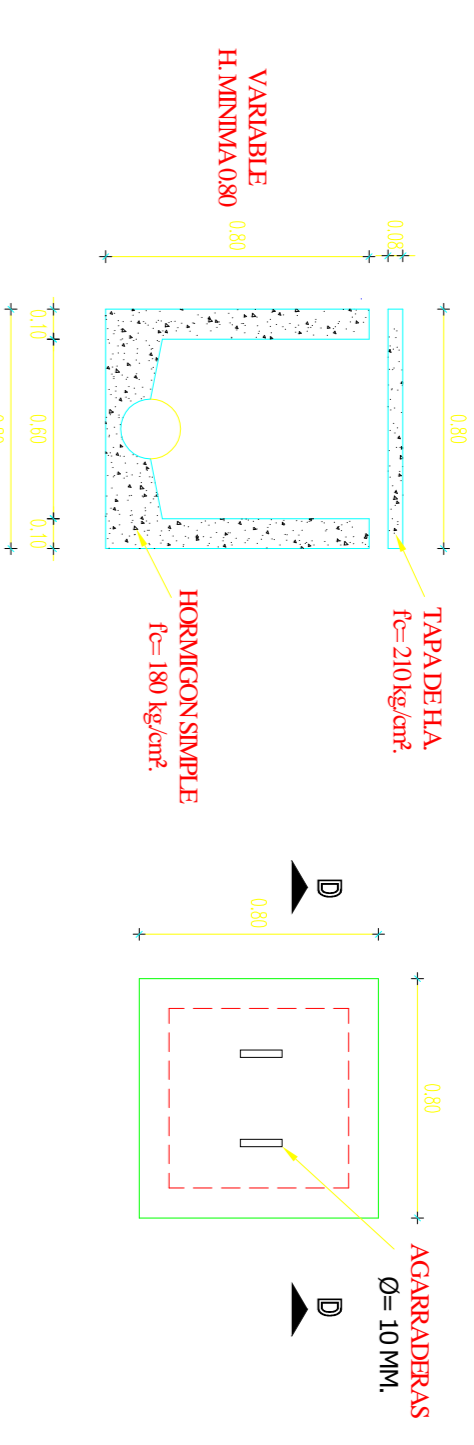 0.80
0.08
0.80
VARIABLE
H. MINIMA 0.80
TAPA DE H.A.
f'c= 210 kg/cm².
HORMIGON SIMPLE
f'c= 180 kg/cm².
0.10
0.60
0.10
0.80
0.80
D
D
AGARRADERAS
Ø= 10 MM.